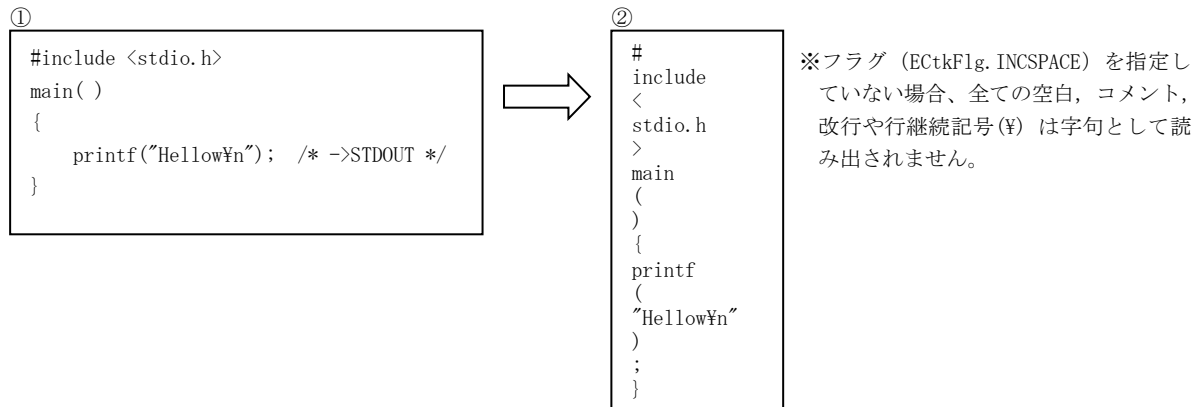 ①
#include <stdio.h>
main( )
{
    printf("Hellow¥n");  /* ->STDOUT */
}
②
#
include
<
stdio.h
>
main
(
)
{
printf
(
"Hellow¥n"
)
;
}
※フラグ (ECtkFlg.INCSPACE) を指定し
ていない場合、全ての空白, コメント,
改行や行継続記号(¥) は字句として読
み出されません。